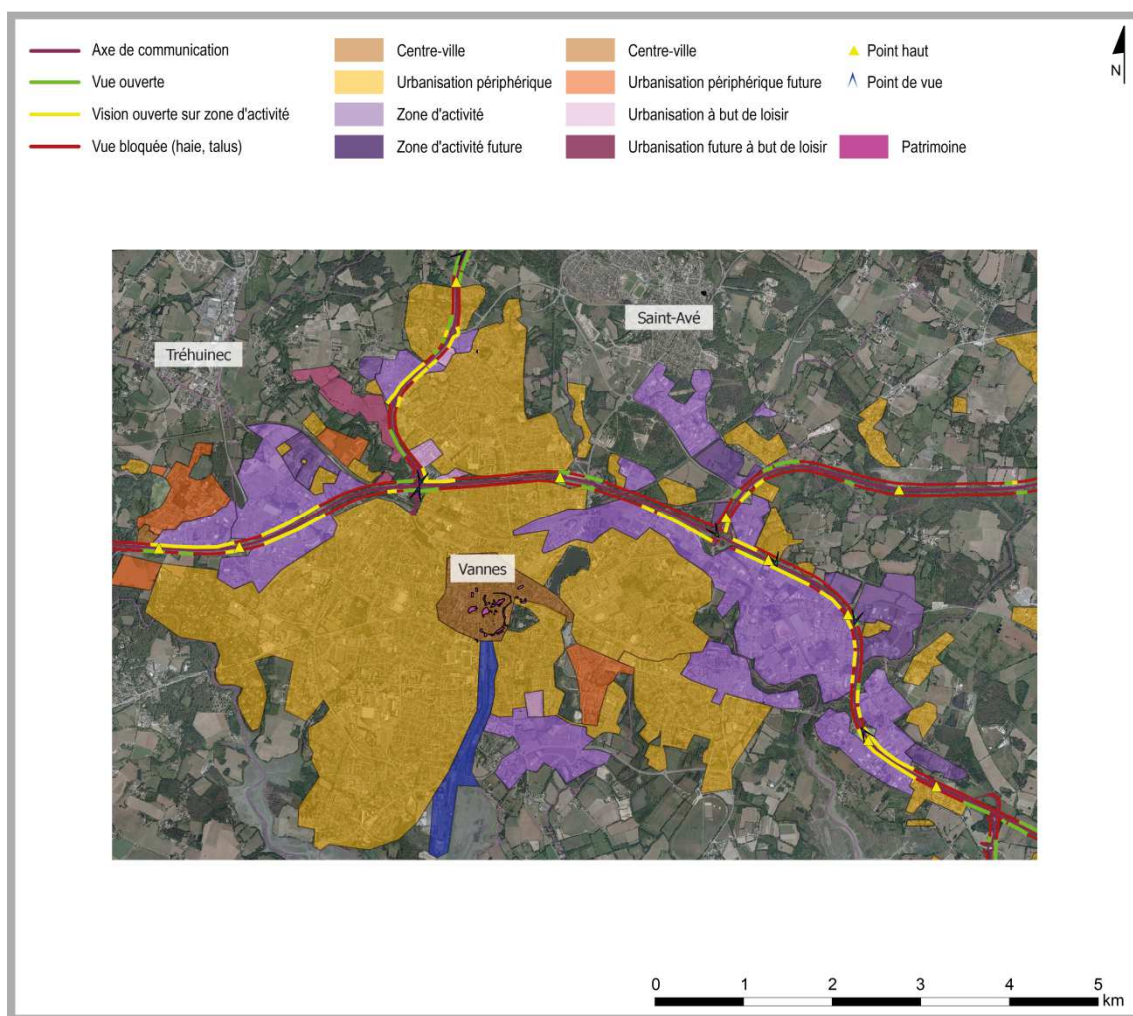 Axe de communication
Vue ouverte
Vision ouverte sur zone d'activité
Vue bloquée (haie, talus)
Centre-ville
Urbanisation périphérique
Zone d'activité
Zone d'activité future
Centre-ville
Urbanisation périphérique future
Urbanisation à but de loisir
Urbanisation future à but de loisir
Point haut
Point de vue
Patrimoine
N
Saint-Avé
Tréhuinec
Vannes
0 1 2 3 4 5
km